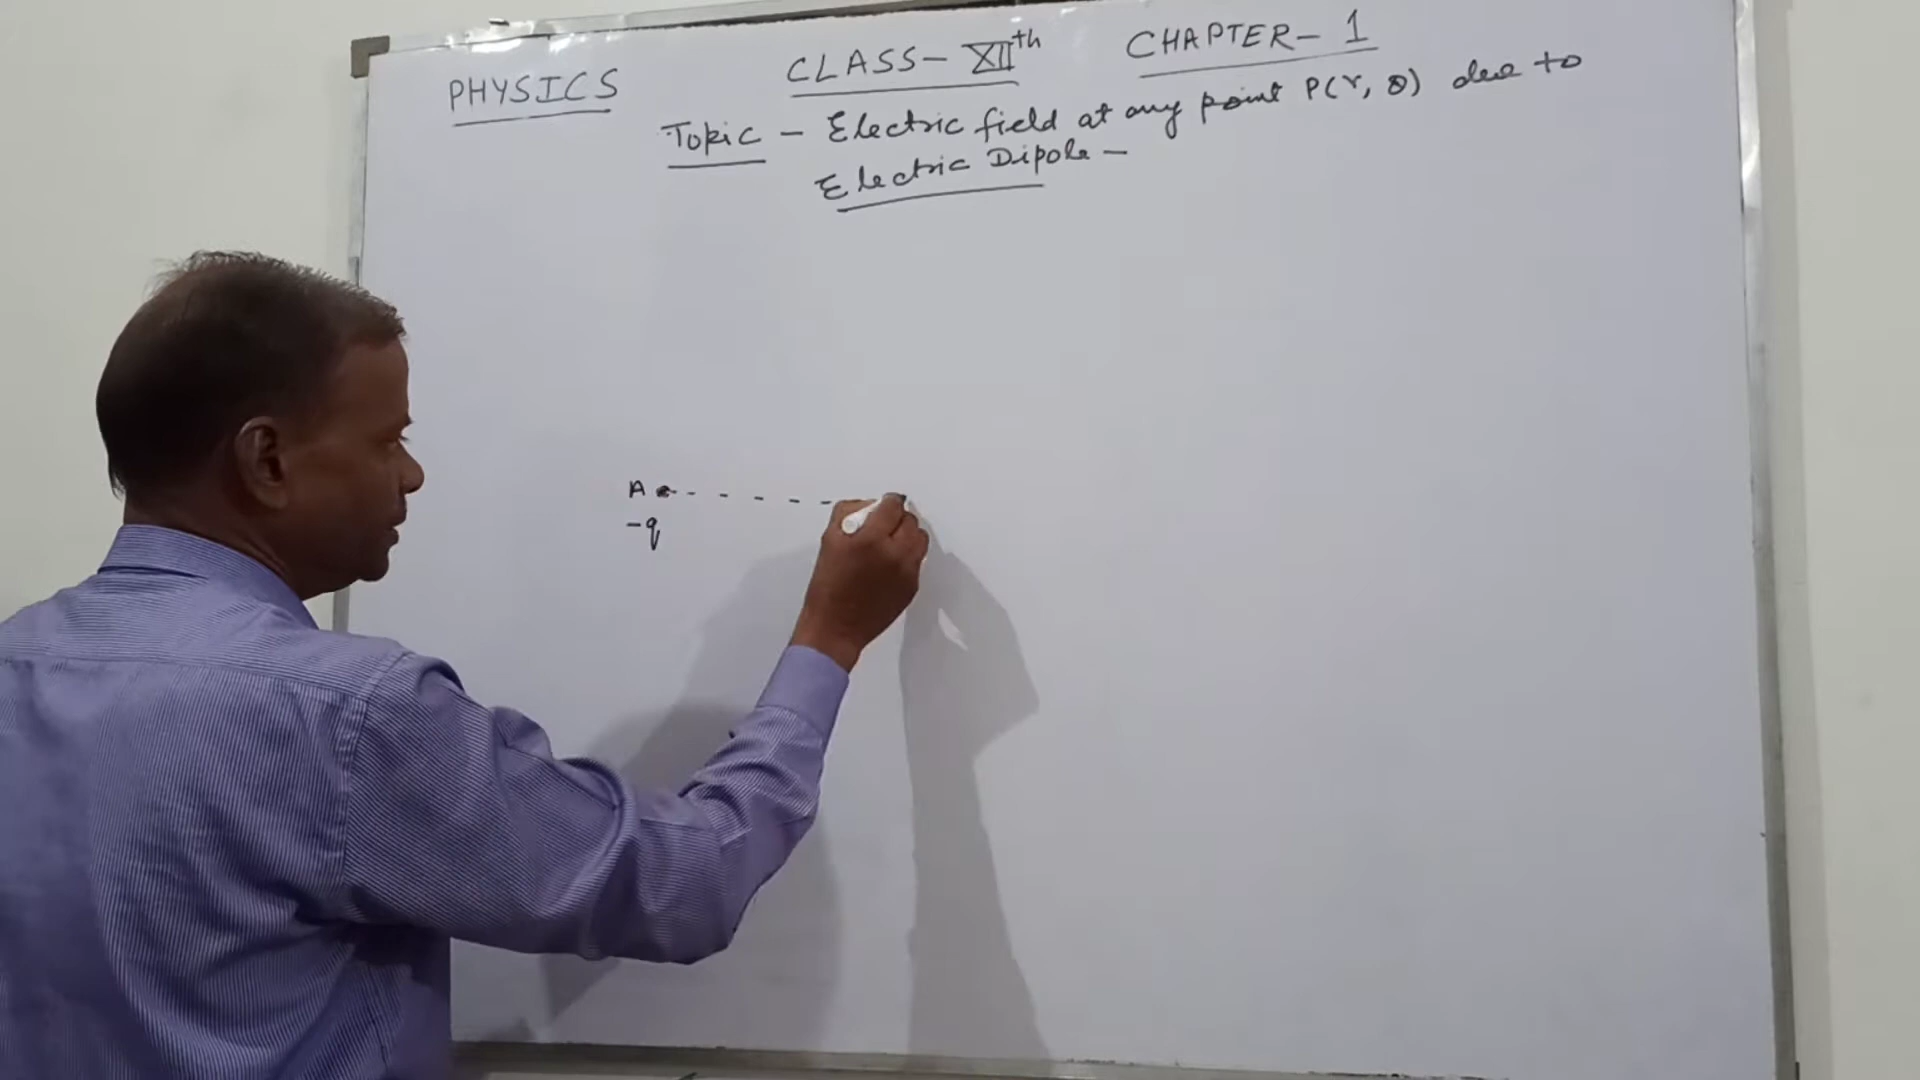 PHYSICS CLASS-XIIth CHAPTER-1
Topic - Electric field at any point P(r, θ) due to
Electric Dipole -
A
-q